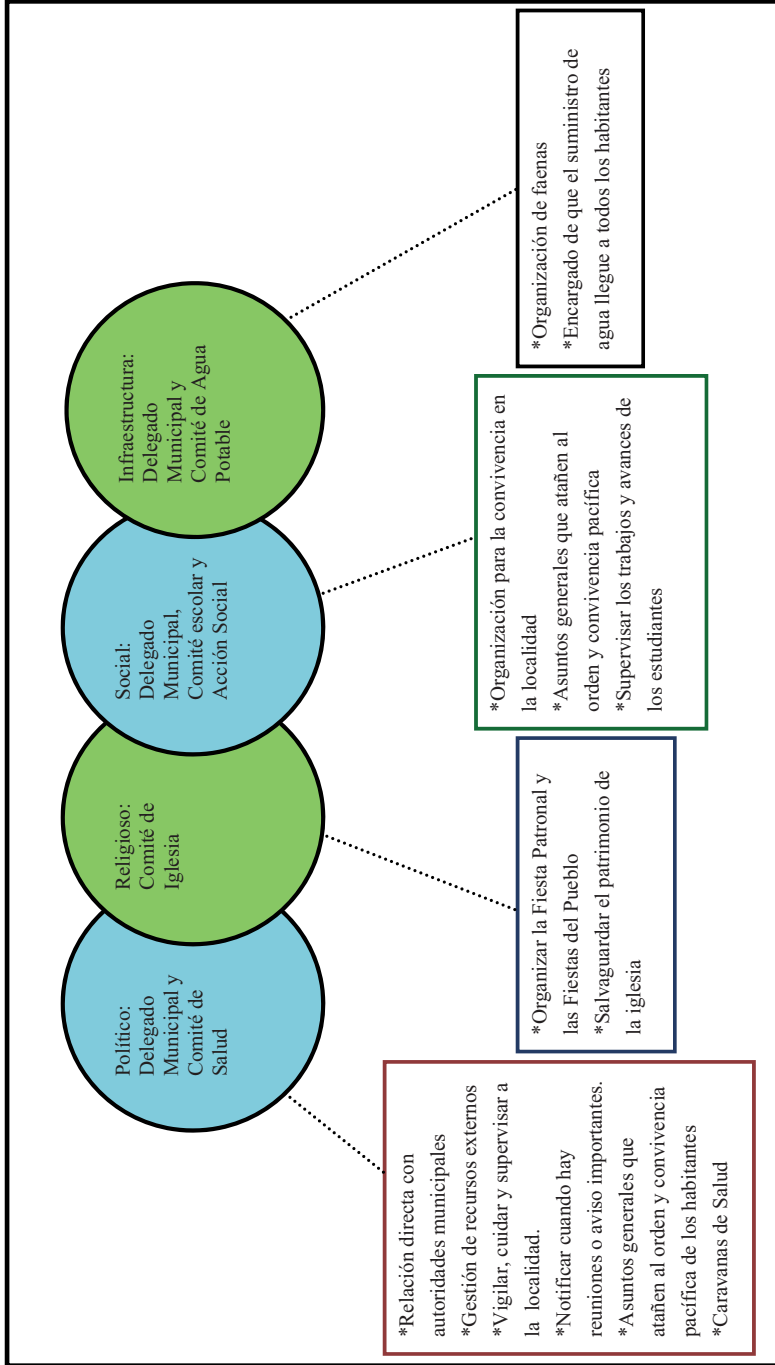 Político:
Delegado
Municipal y
Comité de
Salud
Religioso:
Comité de
Iglesia
Social:
Delegado
Municipal,
Comité escolar y
Acción Social
Infraestructura:
Delegado
Municipal y
Comité de Agua
Potable
*Relación directa con
autoridades municipales
*Gestión de recursos externos
*Vigilar, cuidar y supervisar a
la localidad.
*Notificar cuando hay
reuniones o aviso importantes.
*Asuntos generales que
atañen al orden y convivencia
pacífica de los habitantes
*Caravanas de Salud
*Organizar la Fiesta Patronal y
las Fiestas del Pueblo
*Salvaguardar el patrimonio de
la iglesia
*Organización para la convivencia en
la localidad
*Asuntos generales que atañen al
orden y convivencia pacífica
*Supervisar los trabajos y avances de
los estudiantes
*Organización de faenas
*Encargado de que el suministro de
agua llegue a todos los habitantes